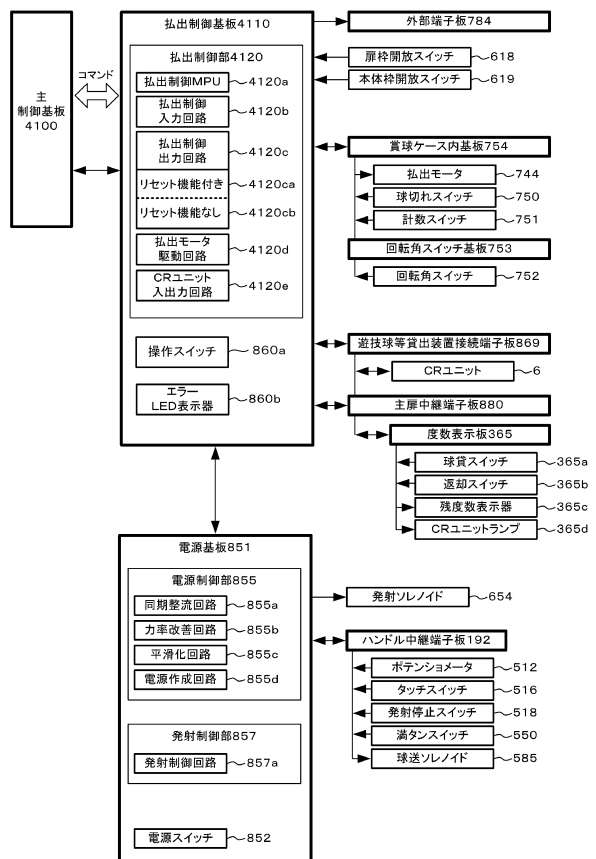 主
制御基板
4100
コマンド
払出制御基板4110
払出制御部4120
払出制御MPU
4120a
払出制御
入力回路
4120b
払出制御
出力回路
4120c
リセット機能付き
4120ca
リセット機能なし
4120cb
払出モータ
駆動回路
4120d
CRユニット
入出力回路
4120e
操作スイッチ
860a
エラー
LED表示器
860b
外部端子板784
扉枠開放スイッチ
618
本体枠開放スイッチ
619
賞球ケース内基板754
払出モータ
744
球切れスイッチ
750
計数スイッチ
751
回転角スイッチ基板753
回転角スイッチ
752
遊技球等貸出装置接続端子板869
CRユニット
6
主扉中継端子板880
度数表示板365
球貸スイッチ
365a
返却スイッチ
365b
残度数表示器
365c
CRユニットランプ
365d
電源基板851
電源制御部855
同期整流回路
855a
力率改善回路
855b
平滑化回路
855c
電源作成回路
855d
発射制御部857
発射制御回路
857a
電源スイッチ
852
発射ソレノイド
654
ハンドル中継端子板192
ポテンショメータ
512
タッチスイッチ
516
発射停止スイッチ
518
満タンスイッチ
550
球送ソレノイド
585